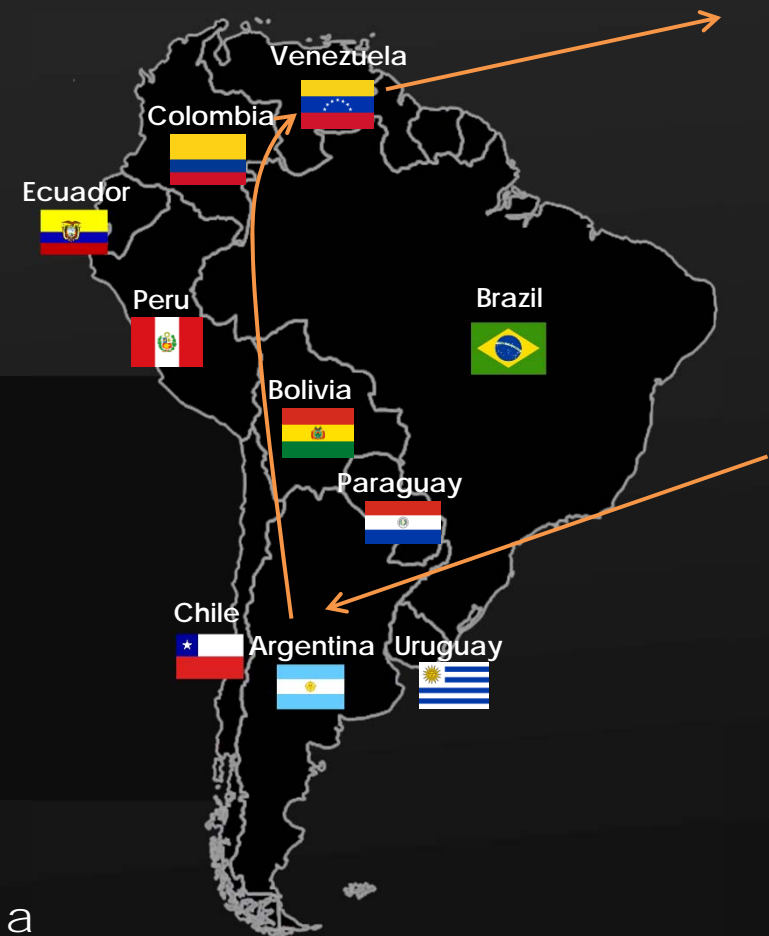 Venezuela
Colombia
Ecuador
Peru
Brazil
Bolivia
Paraguay
Chile
Argentina
Uruguay
a